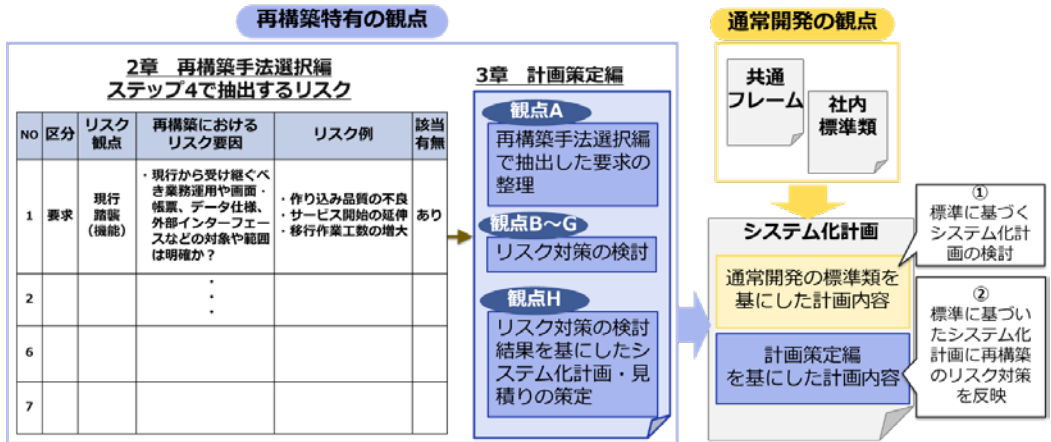 再構築特有の観点
通常開発の観点
2章 再構築手法選択編
ステップ4で抽出するリスク
NO
区分
リスク
観点
再構築における
リスク要因
リスク例
該当
有無
1
要求
現行
踏襲
（機能）
・現行から受け継ぐべ
き業務運用や画面・
帳票、データ仕様、
外部インターフェー
スなどの対象や範囲
は明確か？
・作り込み品質の不良
・サービス開始の延伸
・移行作業工数の増大
あり
2
・
・
・
6
7
3章 計画策定編
観点A
再構築手法選択編
で抽出した要求の
整理
観点B～G
リスク対策の検討
観点H
リスク対策の検討
結果を基にしたシ
ステム化計画・見
積りの策定
共通
フレーム
社内
標準類
システム化計画
通常開発の標準類を
基にした計画内容
計画策定編
を基にした計画内容
①
標準に基づく
システム化計
画の検討
②
標準に基づい
たシステム化
計画に再構築
のリスク対策
を反映